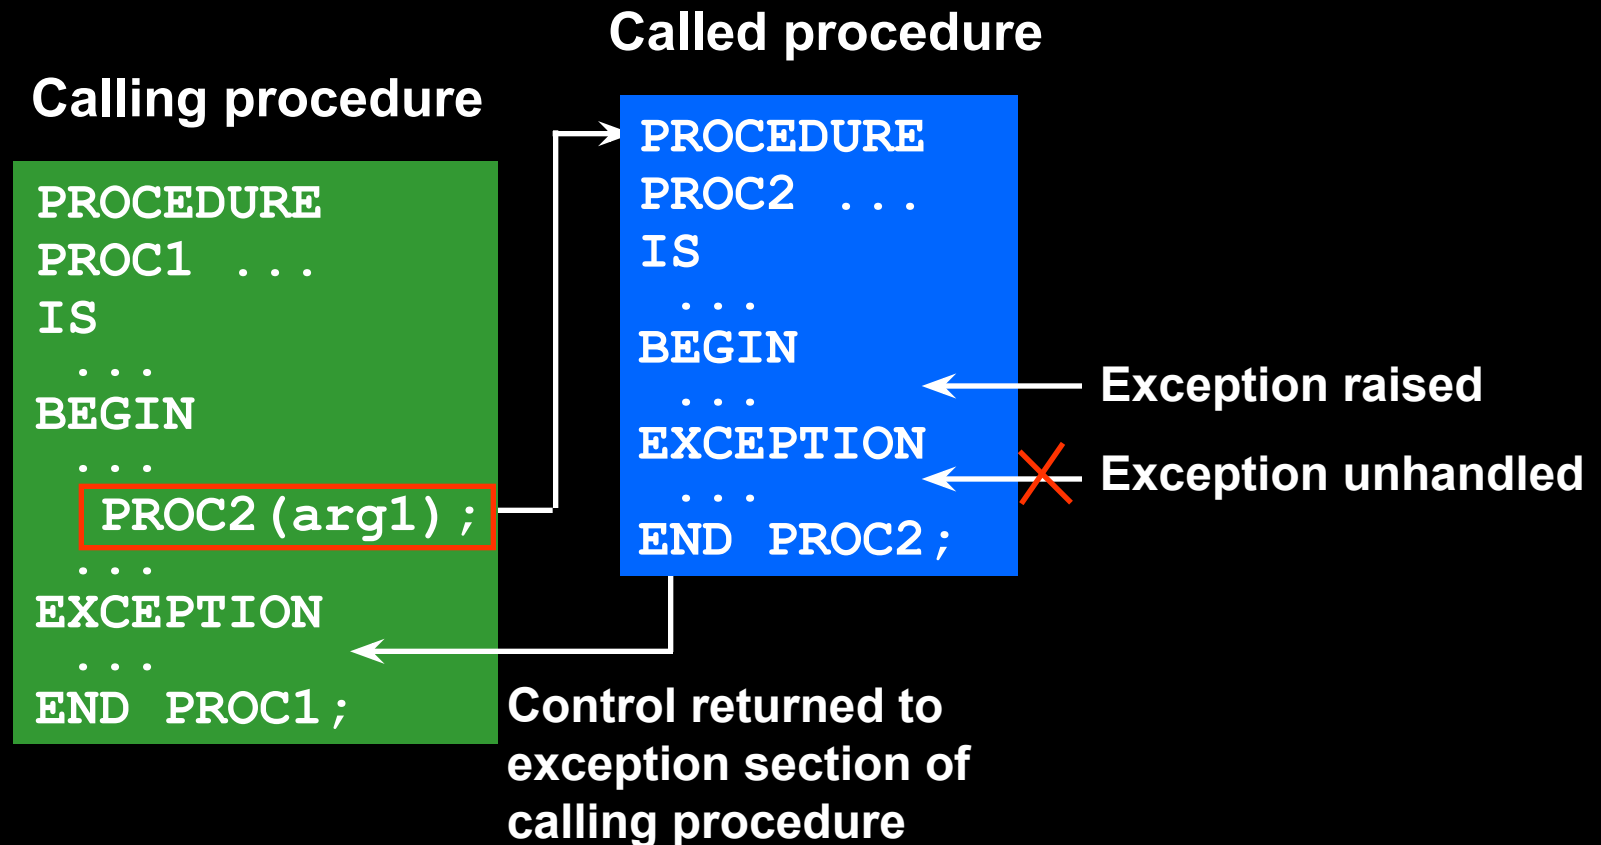 Called procedure
Calling procedure
PROCEDURE
PROC1 ...
IS
...
BEGIN
...
PROC2(arg1);
...
EXCEPTION
...
END PROC1;
PROCEDURE
PROC2 ...
IS
...
BEGIN
...
EXCEPTION
...
END PROC2;
Exception raised
Exception unhandled
Control returned to
exception section of
calling procedure